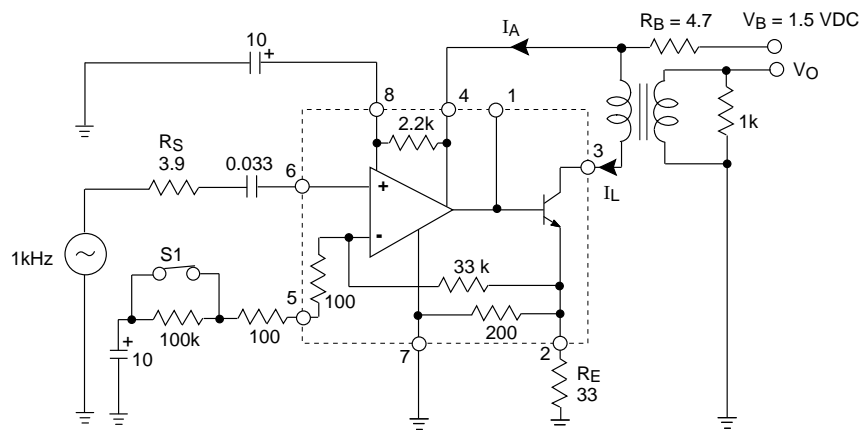 R_B = 4.7
V_B = 1.5 VDC
I_A
10
+
V_O
8
4
1
2.2k
1k
R_S
3.9
0.033
6
3
+
I_L
-
1kHz
S1
33 k
5
100
200
+
10
100k
100
7
2
R_E
33